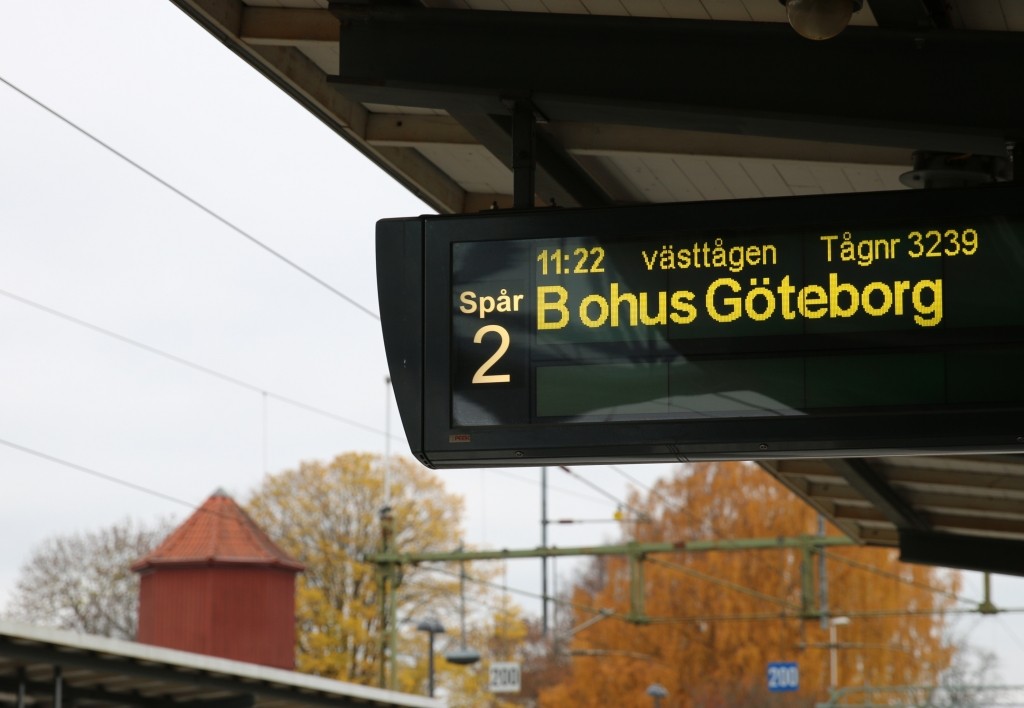 11:22 västtågen Tågnr 3239
Spår Bohus Göteborg
2
200 200